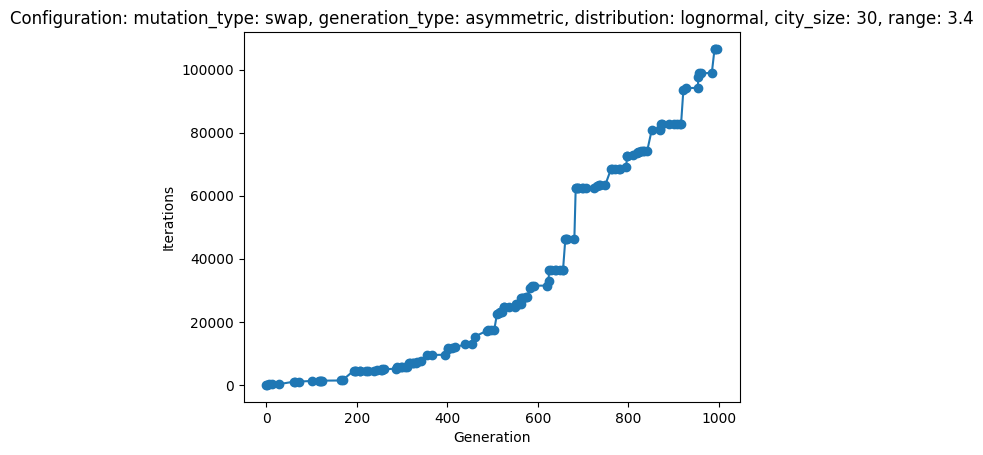 Configuration: mutation_type: swap, generation_type: asymmetric, distribution: lognormal, city_size: 30, range: 3.4
100000
80000
60000
40000
20000
0
Iterations
0 200 400 600 800 1000
Generation